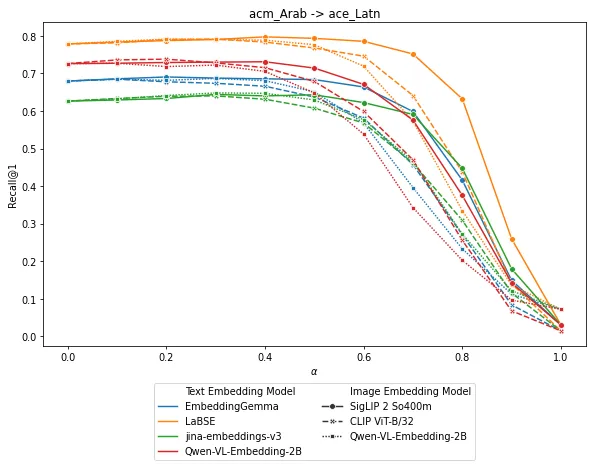 acm_Arab -> ace_Latn
Recall@1
0.8
0.7
0.6
0.5
0.4
0.3
0.2
0.1
0.0
0.0 0.2 0.4 0.6 0.8 1.0
α
Text Embedding Model Image Embedding Model
EmbeddingGemma SigLIP 2 So400m
LaBSE CLIP ViT-B/32
jina-embeddings-v3 Qwen-VL-Embedding-2B
Qwen-VL-Embedding-2B